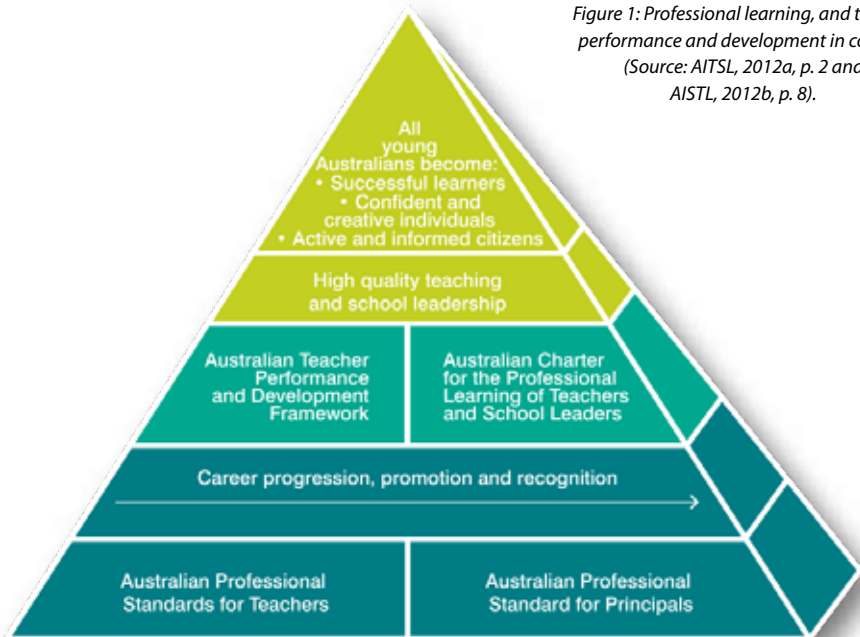 Figure 1: Professional learning, and t
performance and development in co
(Source: AITSL, 2012a, p. 2 and
AISTL, 2012b, p. 8).
All
young
Australians become:
• Successful learners
• Confident and
creative individuals
• Active and informed citizens
High quality teaching
and school leadership
Australian Teacher
Performance
and Development
Framework
Australian Charter
for the Professional
Learning of Teachers
and School Leaders
Career progression, promotion and recognition
Australian Professional
Standards for Teachers
Australian Professional
Standard for Principals